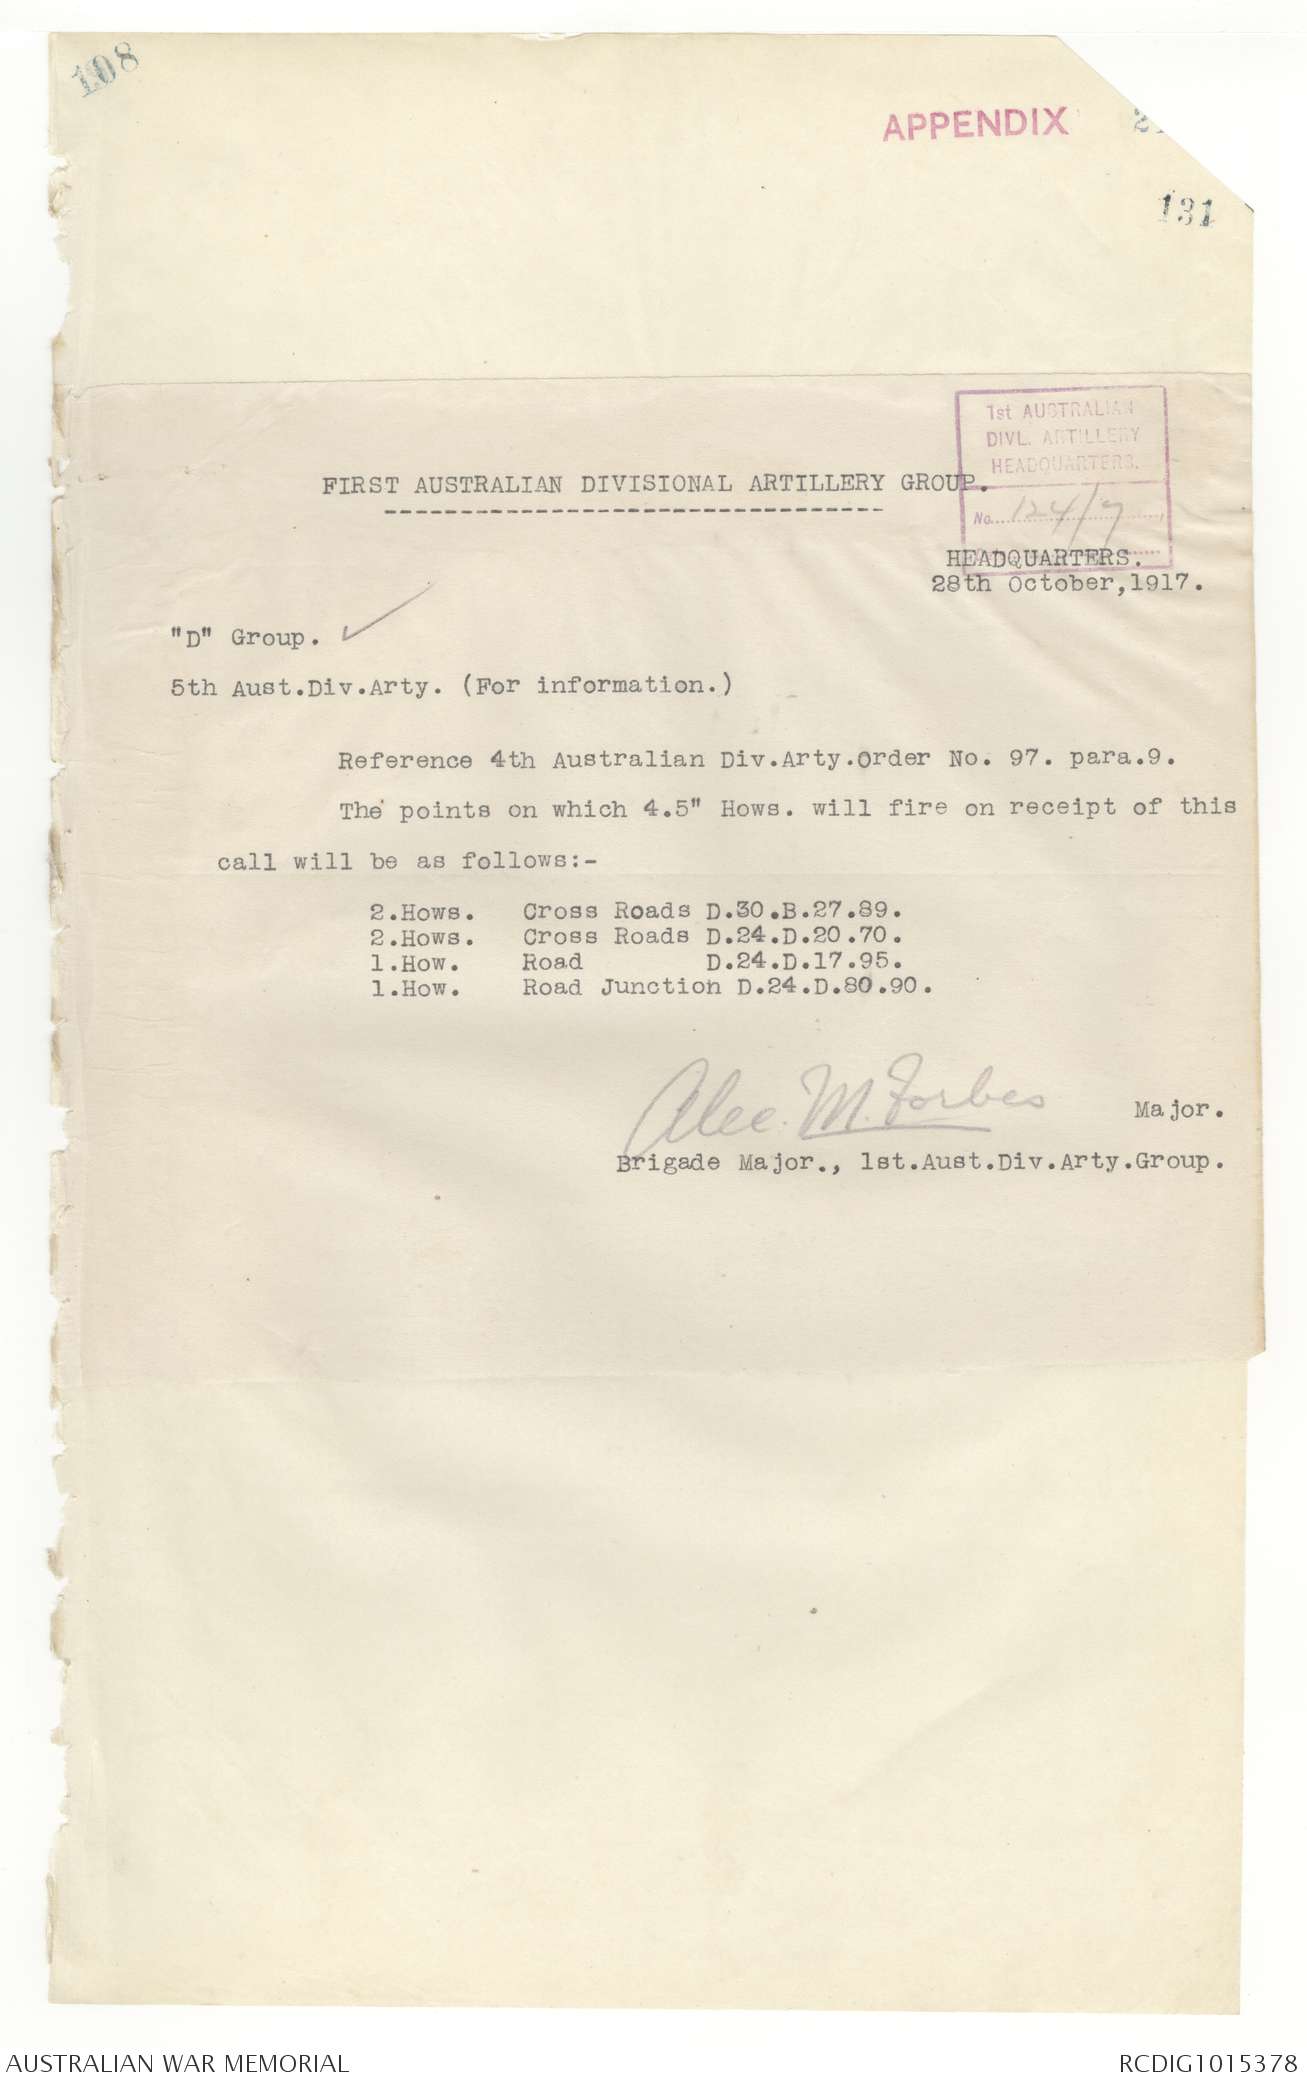 108
APPENDIX
131
1st AUSTRALIAN
DIVL. ARTILLERY
HEADQUARTERS.
No. 124/7
FIRST AUSTRALIAN DIVISIONAL ARTILLERY GROUP.
HEADQUARTERS.
28th October,1917.
"D" Group.
5th Aust.Div.Arty. (For information.)
Reference 4th Australian Div.Arty.Order No. 97. para.9.
The points on which 4.5" Hows. will fire on receipt of this
call will be as follows:-
2.Hows. Cross Roads D.30.B.27.89.
2.Hows. Cross Roads D.24.D.20.70.
1.How. Road D.24.D.17.95.
1.How. Road Junction D.24.D.80.90.
Alec. M. Forbes Major.
Brigade Major., 1st.Aust.Div.Arty.Group.
AUSTRALIAN WAR MEMORIAL RCDIG1015378